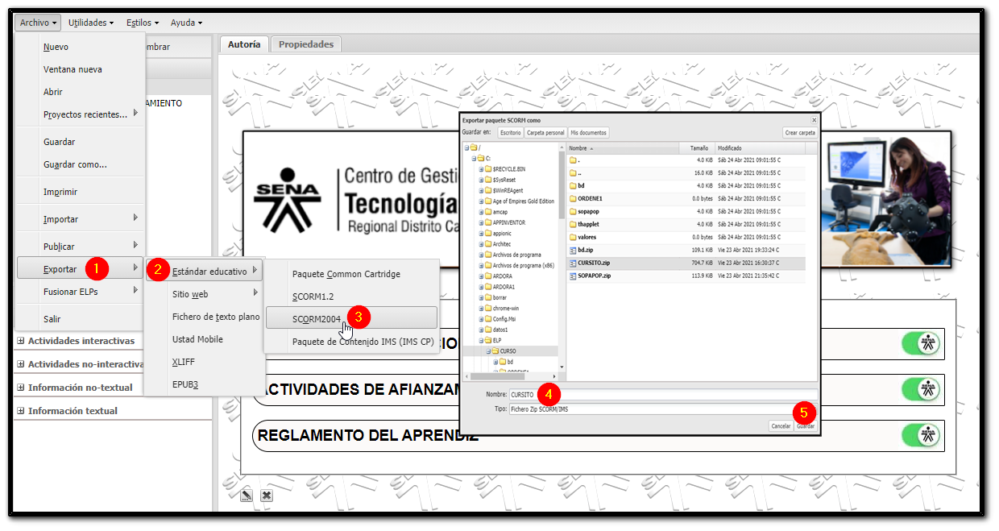 Archivo Utilidades Estilos Ayuda
Nuevo
Ventana nueva
Abrir
Proyectos recientes...
Guardar
Guardar como...
Imprimir
Importar
Publicar
Exportar 1
Fusionar ELPs
Salir
mbrar
AMIENTO
2 Estándar educativo
Sitio web
Fichero de texto plano
Ustad Mobile
XLIFF
EPUB3
Paquete Common Cartridge
SCORM1.2
SCORM2004 3
Paquete de Contenido IMS (IMS CP)
Actividades interactivas
Actividades no-interactiva
Información no-textual
Información textual
Autoría Propiedades
SENA
Centro de Gesti
Tecnología
Regional Distrito Ca
Exportar paquete SCORM como
Guardar en: Escritorio Carpeta personal Mis documentos Crear carpeta
/
C:
$RECYCLE.BIN
$SysReset
$WinREAgent
Age of Empires Gold Edition
amcap
APPINVENTOR
appionic
Architec
Archivos de programa
Archivos de programa (x86)
ARDORA
ARDORA1
borrar
chrome-win
Config.Msi
datos1
ELP
CURSO
bd
Nombre Tamaño Modificado
. 4.0 KiB Sáb 24 Abr 2021 09:01:55 C
.. 16.0 KiB Sáb 24 Abr 2021 09:01:55 C
bd 4.0 KiB Sáb 24 Abr 2021 09:01:55 C
ORDENE1 0.0 bytes Sáb 24 Abr 2021 09:01:55 C
sopapop 4.0 KiB Sáb 24 Abr 2021 09:01:55 C
thapplet 4.0 KiB Sáb 24 Abr 2021 09:01:55 C
valores 0.0 bytes Sáb 24 Abr 2021 09:01:55 C
bd.zip 109.1 KiB Vie 23 Abr 2021 19:33:24 C
CURSITO.zip 704.7 KiB Vie 23 Abr 2021 16:30:37 C
SOPAPOP.zip 113.9 KiB Vie 23 Abr 2021 21:35:42 C
Nombre: CURSITO 4
Tipo: Fichero Zip SCORM/IMS 5
Cancelar Guardar
IO
ACTIVIDADES DE AFIANZAM
REGLAMENTO DEL APRENDIZ